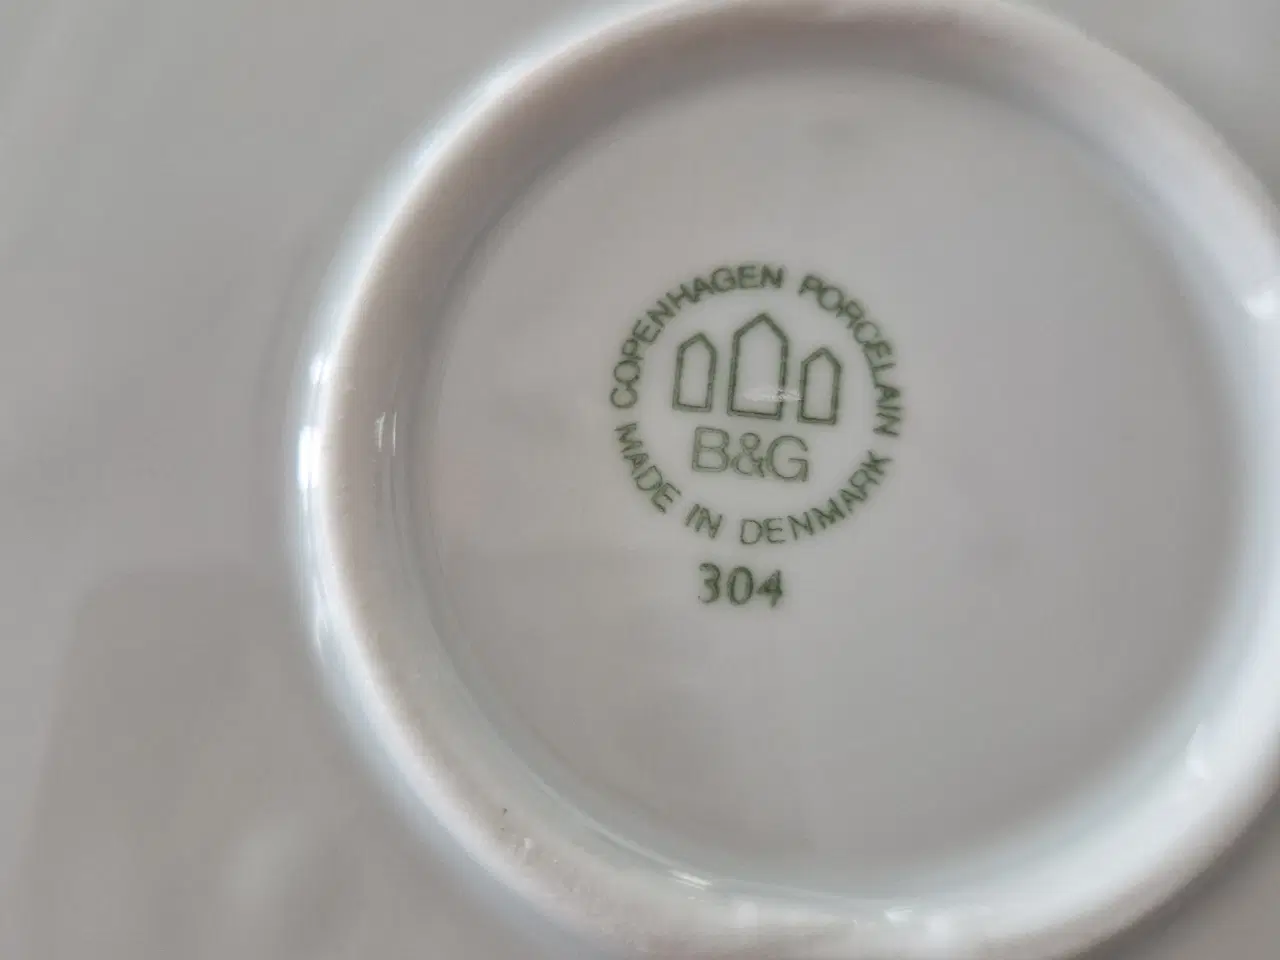 COPENHAGEN PORCELAIN
B&G
MADE IN DENMARK
304